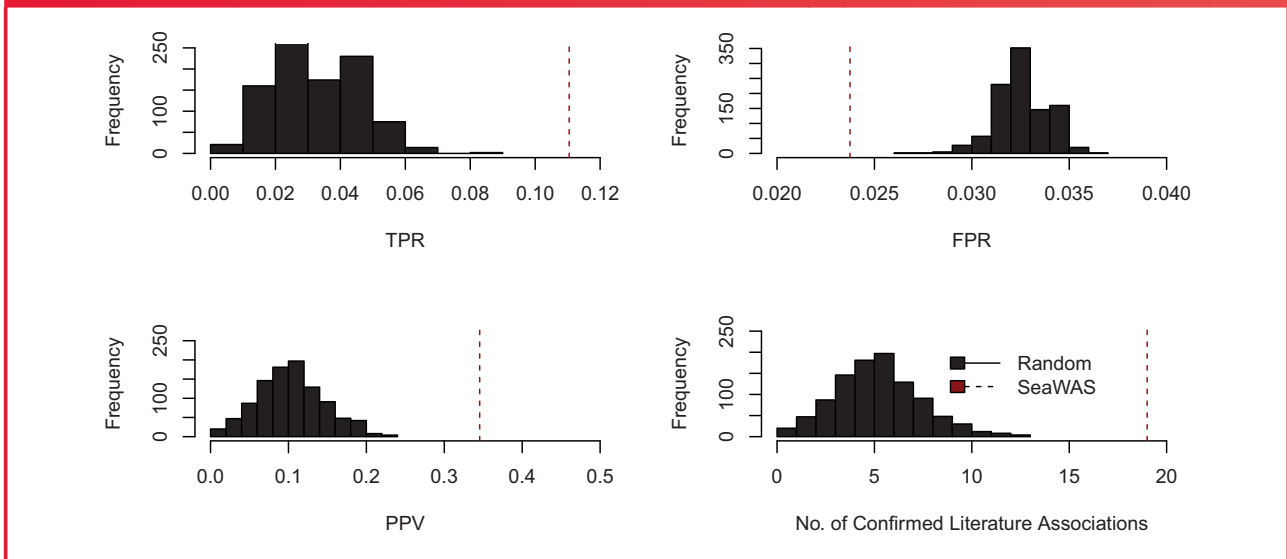 Frequency
250
100
0
0.00 0.02 0.04 0.06 0.08 0.10 0.12
TPR
Frequency
350
150
0
0.020 0.025 0.030 0.035 0.040
FPR
Frequency
250
100
0
0.0 0.1 0.2 0.3 0.4 0.5
PPV
Frequency
250
100
0
Random
SeaWAS
0 5 10 15 20
No. of Confirmed Literature Associations